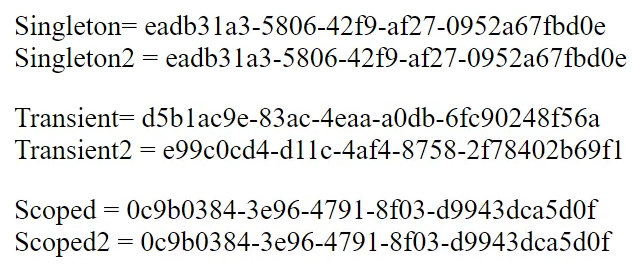 Singleton= eadb31a3-5806-42f9-af27-0952a67fbd0e
Singleton2 = eadb31a3-5806-42f9-af27-0952a67fbd0e
Transient= d5b1ac9e-83ac-4eaa-a0db-6fc90248f56a
Transient2 = e99c0cd4-d11c-4af4-8758-2f78402b69f1
Scoped = 0c9b0384-3e96-4791-8f03-d9943dca5d0f
Scoped2 = 0c9b0384-3e96-4791-8f03-d9943dca5d0f